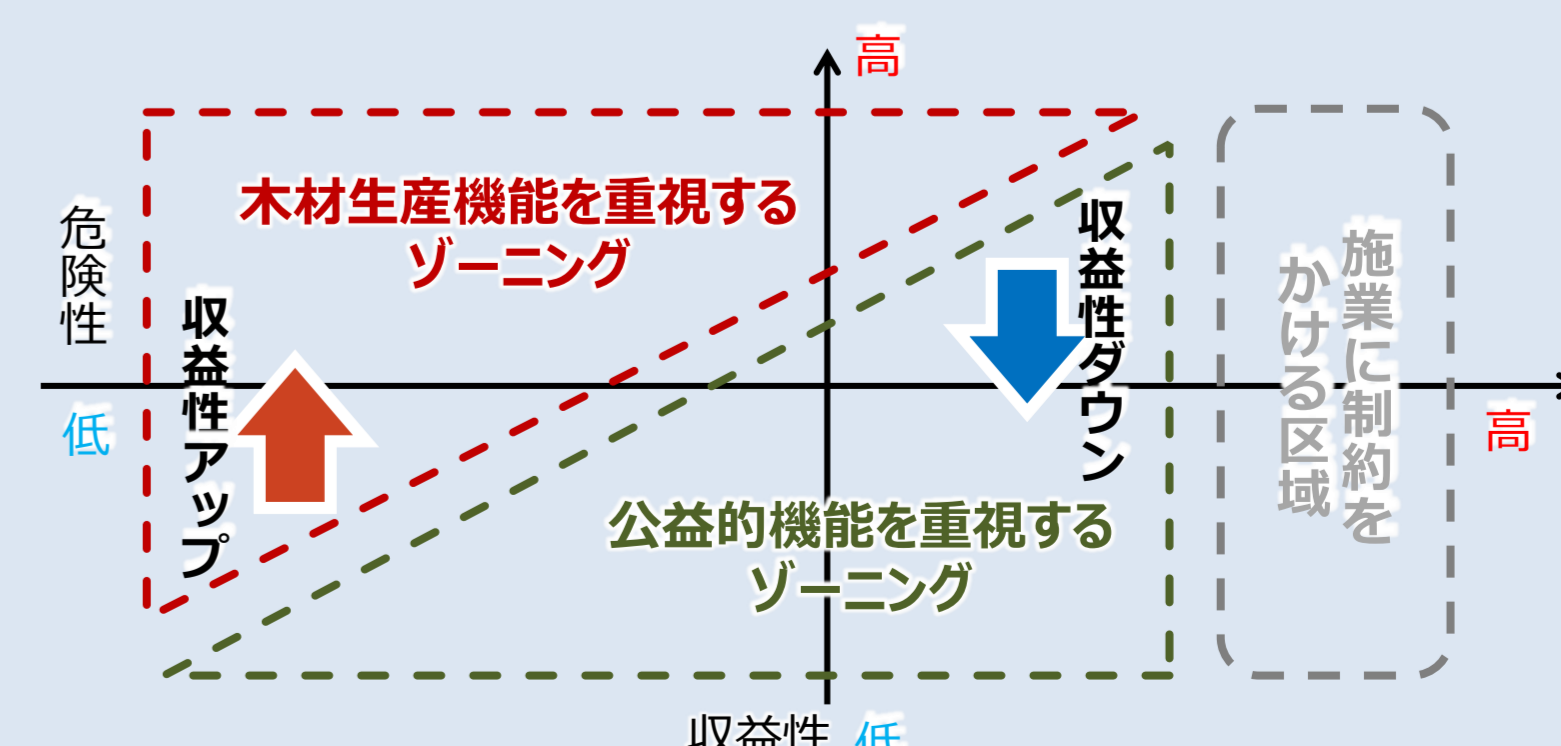 高
木材生産機能を重視する
ゾーニング
危険性
低
収益性アップ
収益性ダウン
施業に制約を
かける区域
高
公益的機能を重視する
ゾーニング
収益性
低